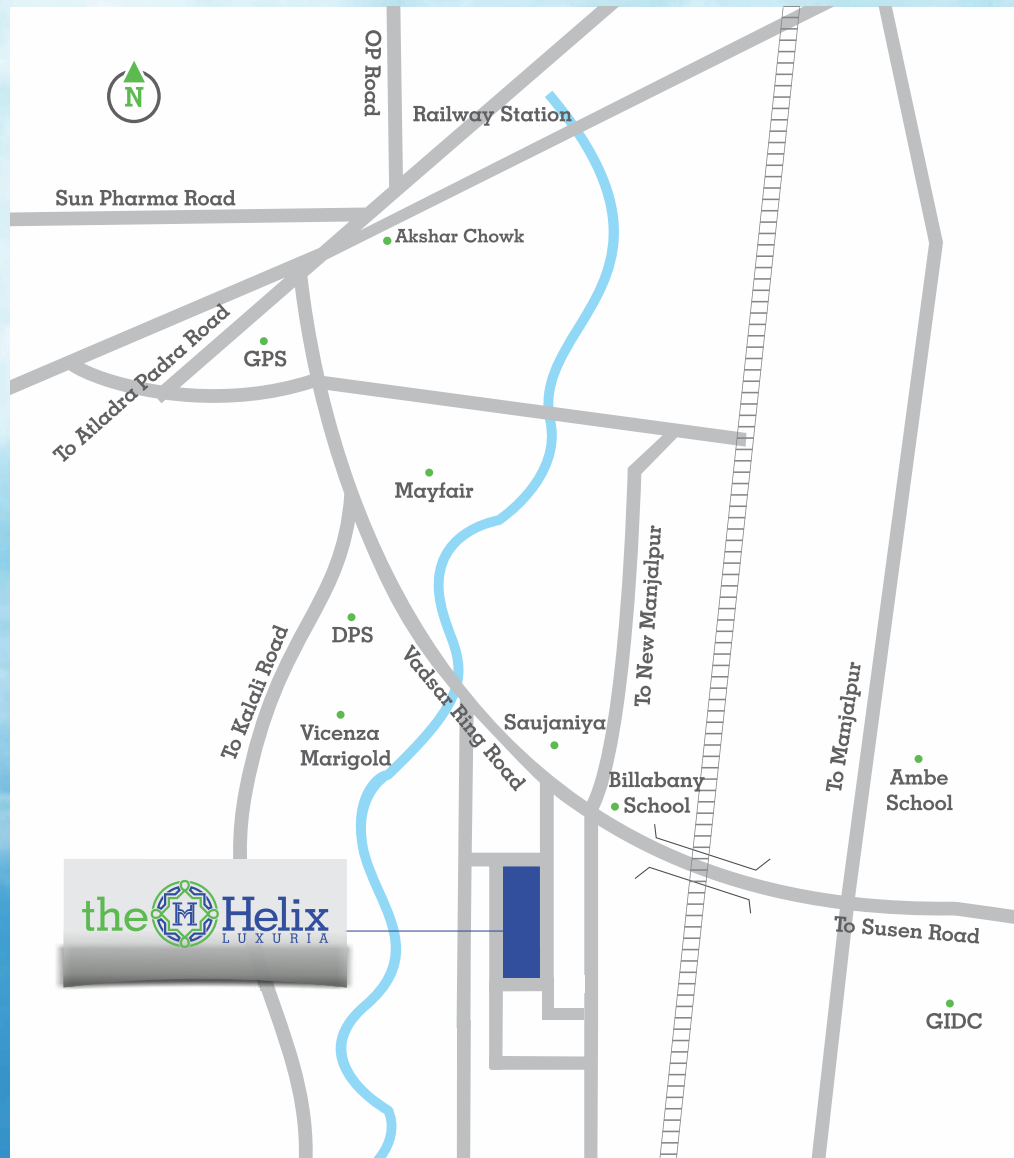 OP Road
N
Railway Station
Sun Pharma Road
Akshar Chowk
To Atladra Padra Road
GPS
Mayfair
To New Manjalpur
DPS
To Kalali Road
Vadsar Ring Road
To Manjalpur
Vicenza
Marigold
Saujaniya
Billabany
School
Ambe
School
the H Helix
LUXURIA
To Susen Road
GIDC